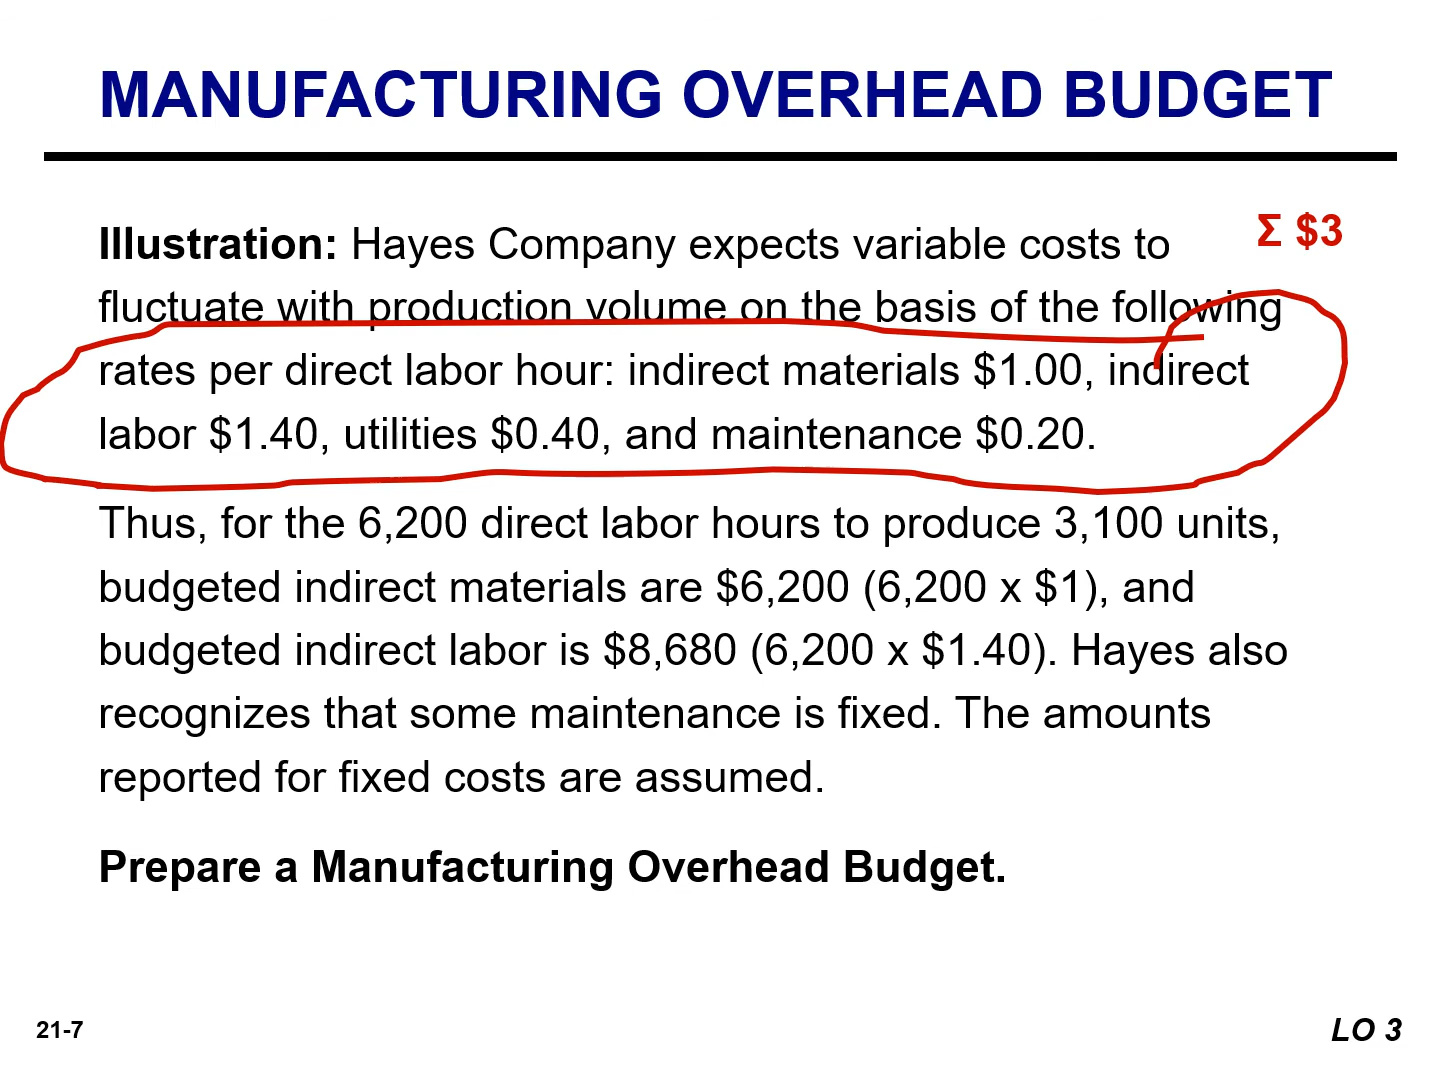 MANUFACTURING OVERHEAD BUDGET
Σ $3
Illustration: Hayes Company expects variable costs to
fluctuate with production volume on the basis of the following
rates per direct labor hour: indirect materials $1.00, indirect
labor $1.40, utilities $0.40, and maintenance $0.20.
Thus, for the 6,200 direct labor hours to produce 3,100 units,
budgeted indirect materials are $6,200 (6,200 x $1), and
budgeted indirect labor is $8,680 (6,200 x $1.40). Hayes also
recognizes that some maintenance is fixed. The amounts
reported for fixed costs are assumed.
Prepare a Manufacturing Overhead Budget.
21-7
LO 3